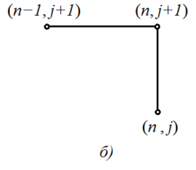 (n−1, j+1) (n, j+1)
(n, j)
б)